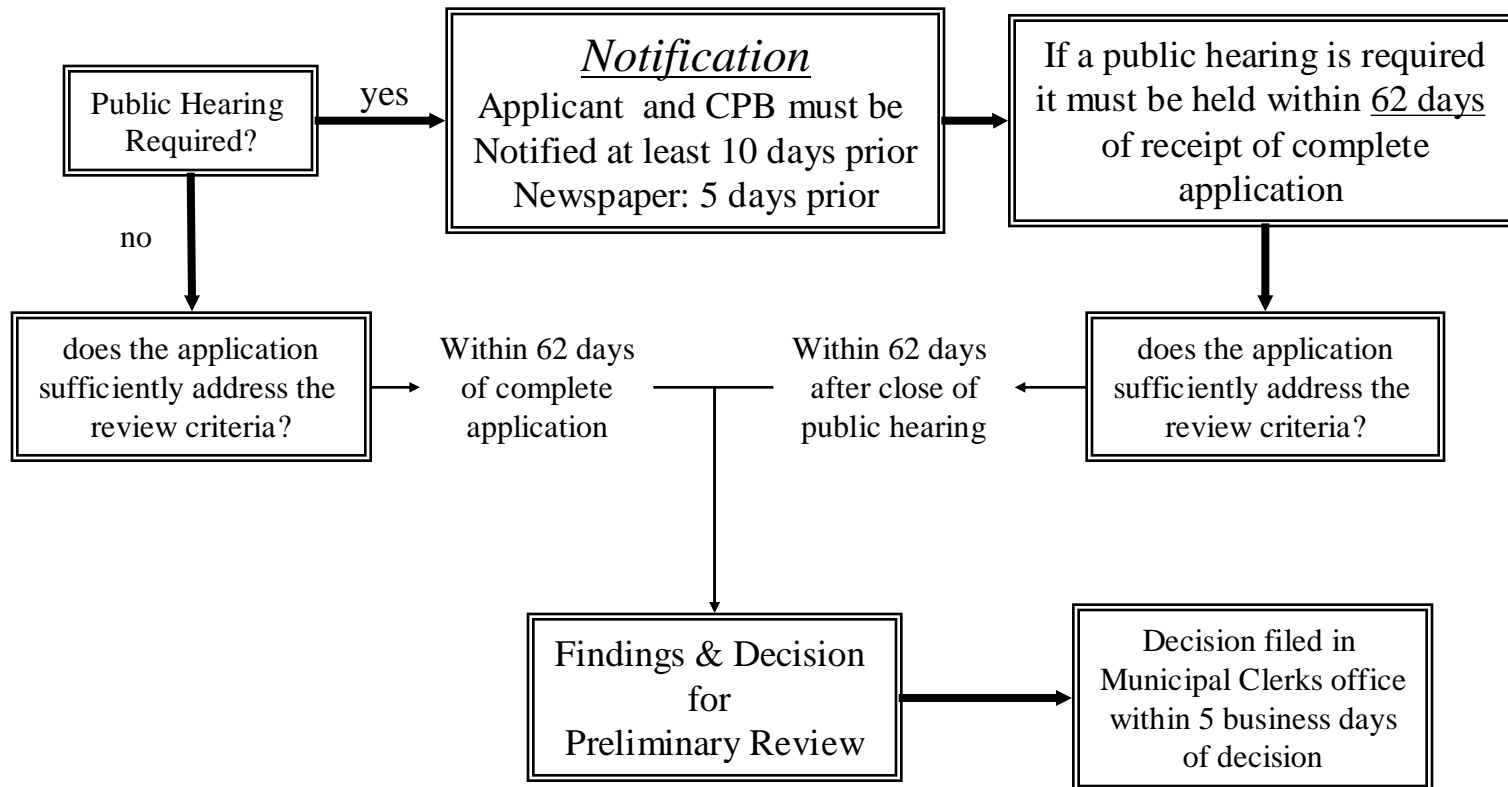 Public Hearing
Required?
yes
Notification
Applicant and CPB must be
Notified at least 10 days prior
Newspaper: 5 days prior
If a public hearing is required
it must be held within 62 days
of receipt of complete
application
no
does the application
sufficiently address the
review criteria?
Within 62 days
of complete
application
Within 62 days
after close of
public hearing
does the application
sufficiently address the
review criteria?
Findings & Decision
for
Preliminary Review
Decision filed in
Municipal Clerks office
within 5 business days
of decision